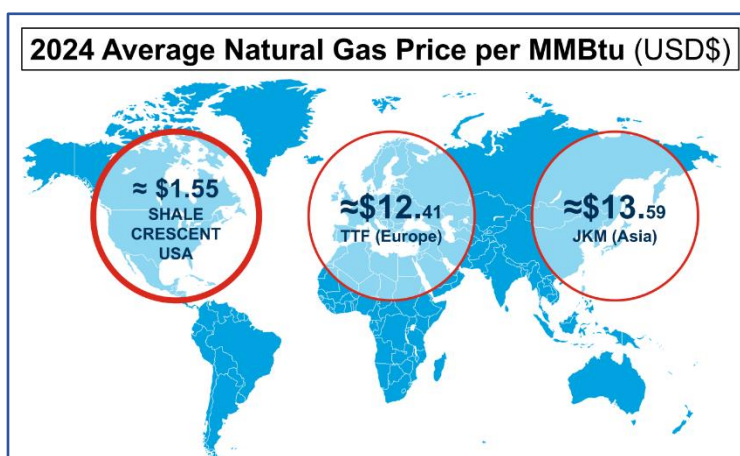 2024 Average Natural Gas Price per MMBtu (USD$)
≈ $1.55
SHALE
CRESCENT
USA
≈$12.41
TTF (Europe)
≈$13.59
JKM (Asia)